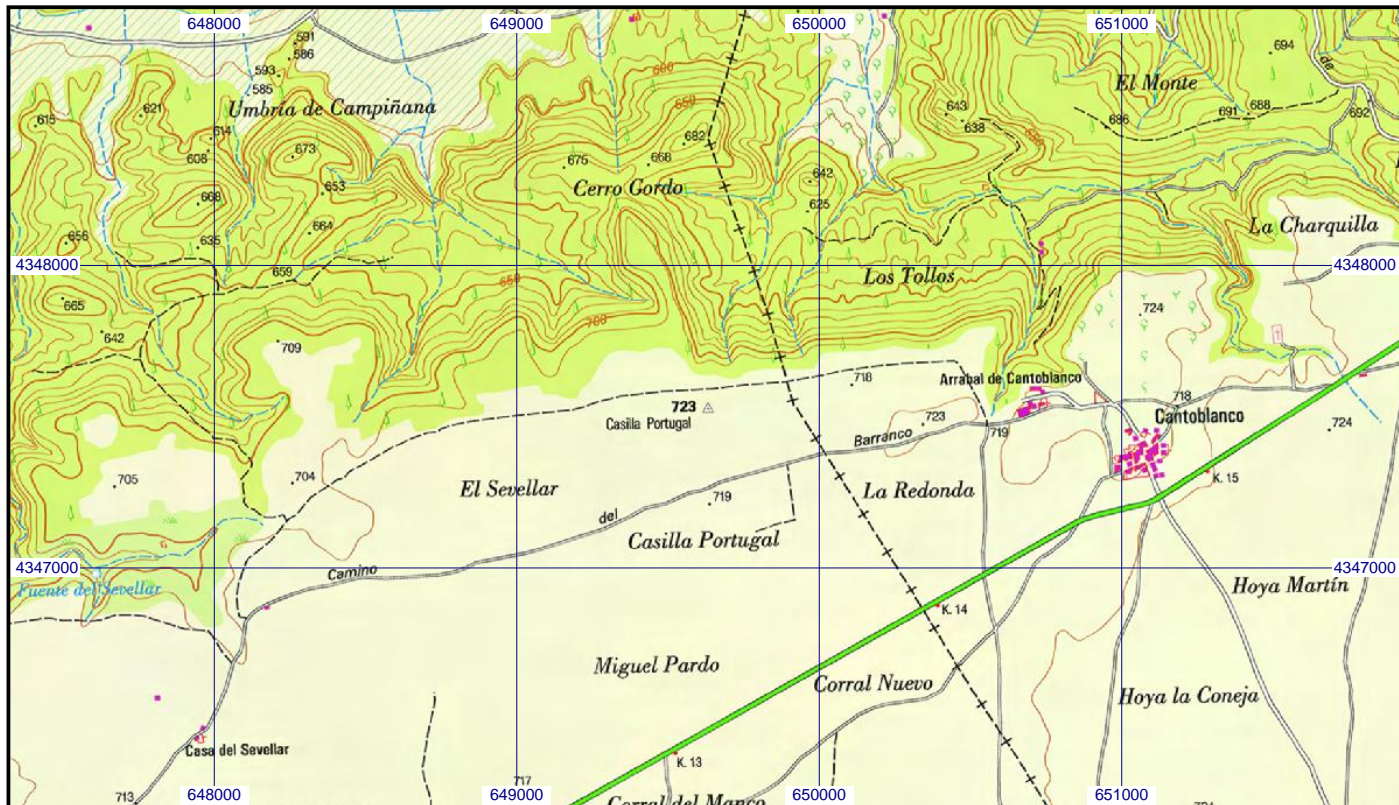 648000
649000
650000
651000
591
586
593
585
600
694
de
El Monte
621
Umbría de Campiñana
650
643
638
688
691
692
615
614
682
686
608
673
675
668
Cerro Gordo
642
653
668
625
664
La Charquilla
656
635
4348000
4348000
659
650
Los Tollos
665
700
724
642
709
718
Arrabal de Cantoblanco
718
723
Casilla Portugal
723
719
Cantoblanco
724
Barranco
705
704
El Sevellar
La Redonda
K. 15
719
del
Casilla Portugal
4347000
4347000
Camino
Fuente del Sevellar
Hoya Martín
K. 14
Miguel Pardo
Corral Nuevo
Hoya la Coneja
Casa del Sevellar
K. 13
717
713
648000
649000
650000
651000
Corral del Manco